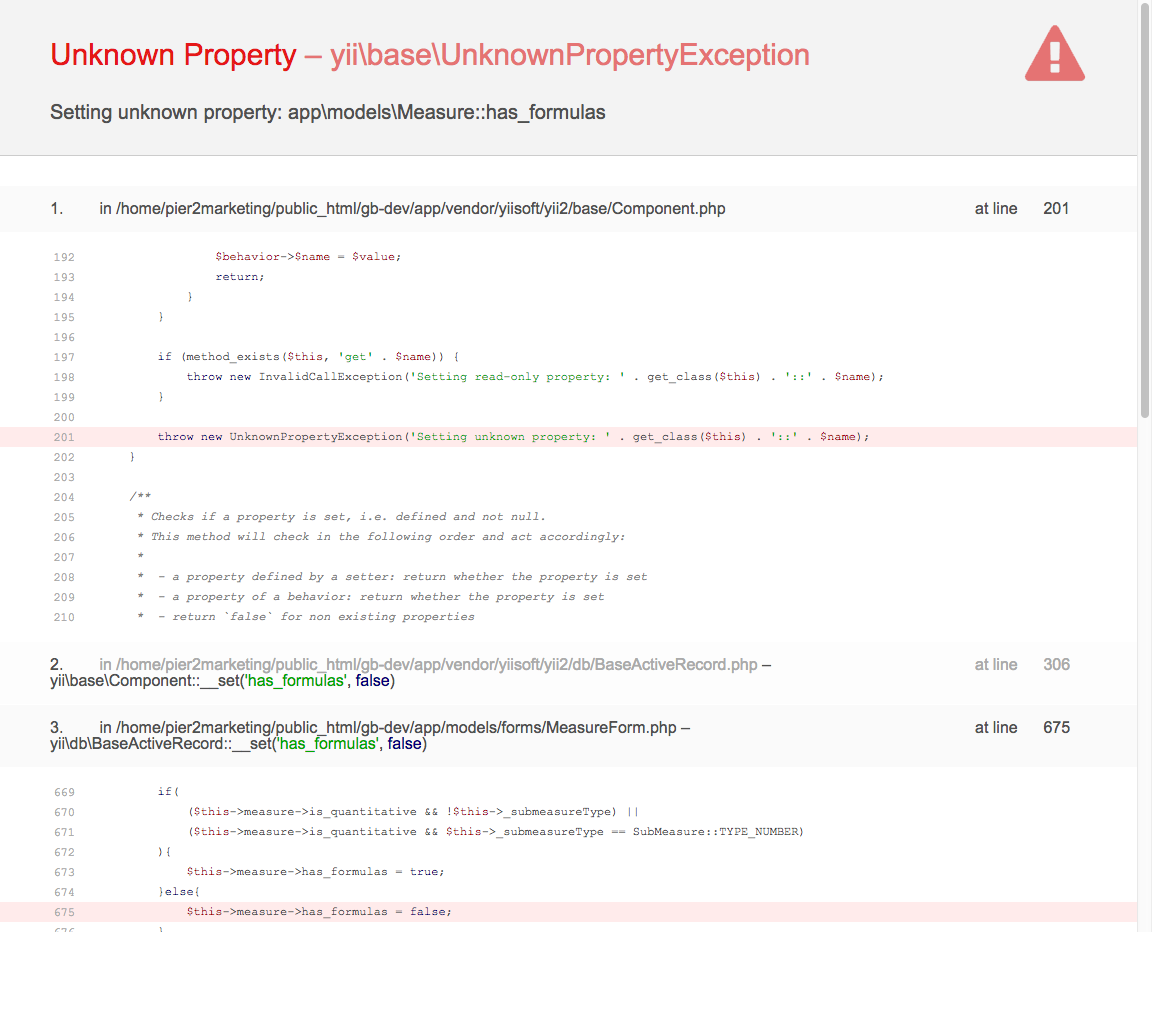 Unknown Property – yii\base\UnknownPropertyException
Setting unknown property: app\models\Measure::has_formulas
1. in /home/pier2marketing/public_html/gb-dev/app/vendor/yiisoft/yii2/base/Component.php at line 201
192 $behavior->$name = $value;
193 return;
194 }
195 }
196
197 if (method_exists($this, 'get' . $name)) {
198 throw new InvalidCallException('Setting read-only property: ' . get_class($this) . '::' . $name);
199 }
200
201 throw new UnknownPropertyException('Setting unknown property: ' . get_class($this) . '::' . $name);
202 }
203
204 /**
205 * Checks if a property is set, i.e. defined and not null.
206 * This method will check in the following order and act accordingly:
207 *
208 * - a property defined by a setter: return whether the property is set
209 * - a property of a behavior: return whether the property is set
210 * - return `false` for non existing properties
2. in /home/pier2marketing/public_html/gb-dev/app/vendor/yiisoft/yii2/db/BaseActiveRecord.php – at line 306
yii\base\Component::__set('has_formulas', false)
3. in /home/pier2marketing/public_html/gb-dev/app/models/forms/MeasureForm.php – at line 675
yii\db\BaseActiveRecord::__set('has_formulas', false)
669 if(
670 ($this->measure->is_quantitative && !$this->_submeasureType) ||
671 ($this->measure->is_quantitative && $this->_submeasureType == SubMeasure::TYPE_NUMBER)
672 ){
673 $this->measure->has_formulas = true;
674 }else{
675 $this->measure->has_formulas = false;
676 }